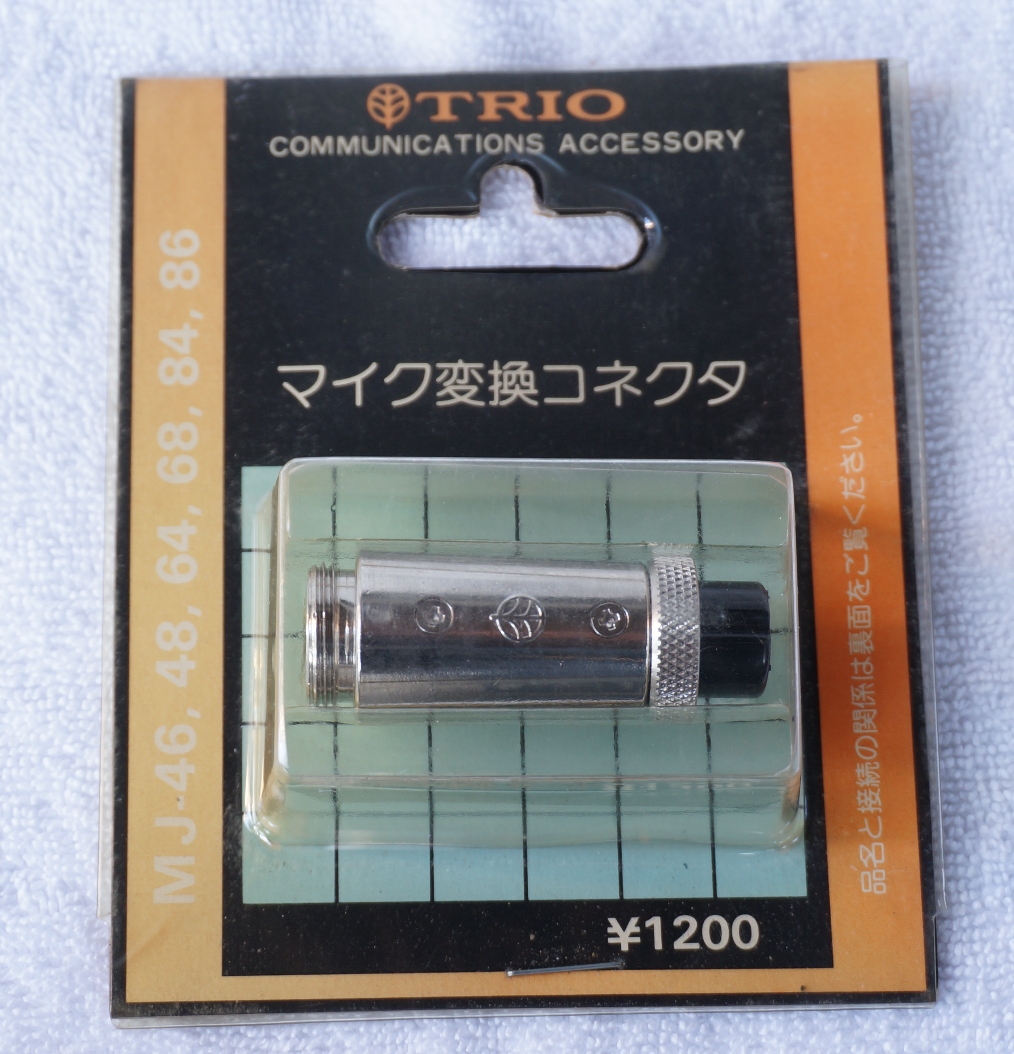 TRIO
COMMUNICATIONS ACCESSORY
マイク変換コネクタ
MJ-46, 48, 64, 68, 84, 86
品名と接続の関係は裏面をご覧ください。
¥1200